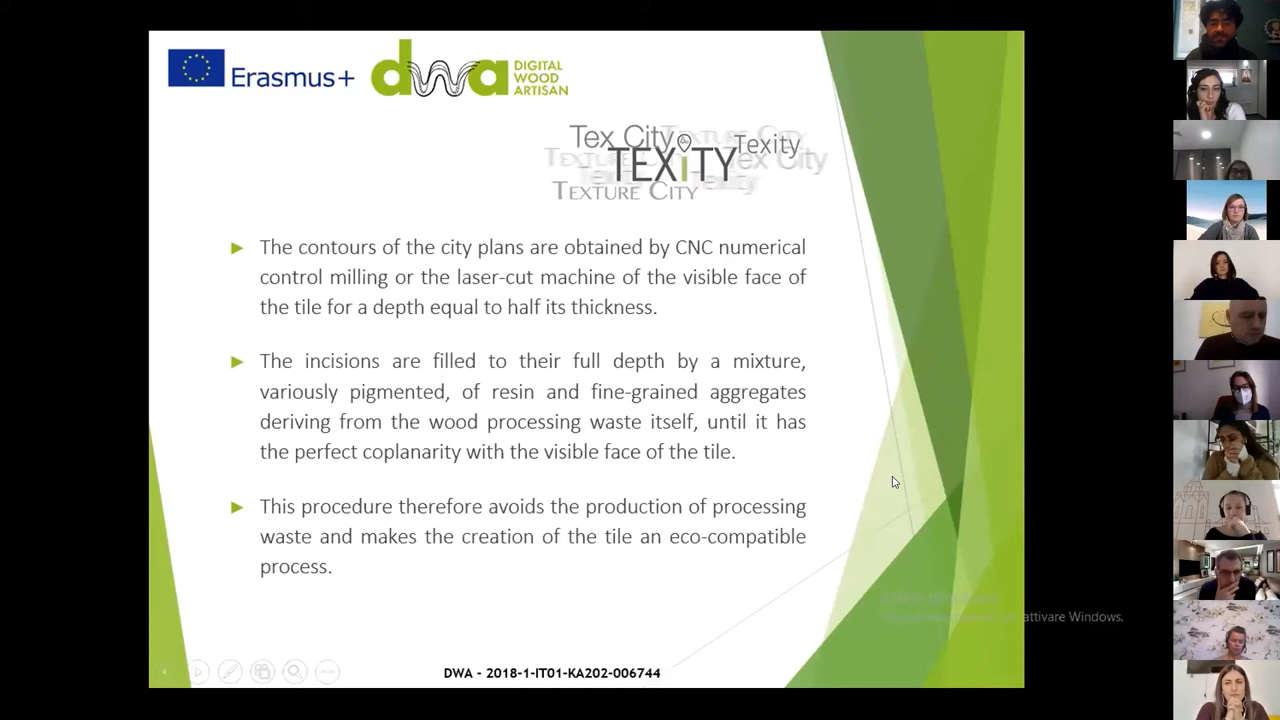 Erasmus+
dwa DIGITAL
WOOD
ARTISAN
Tex City
TEXTURE CITY
TEXiTY
Texity
Tex City
TEXTURE CITY
The contours of the city plans are obtained by CNC numerical
control milling or the laser-cut machine of the visible face of
the tile for a depth equal to half its thickness.
The incisions are filled to their full depth by a mixture,
variously pigmented, of resin and fine-grained aggregates
deriving from the wood processing waste itself, until it has
the perfect coplanarity with the visible face of the tile.
This procedure therefore avoids the production of processing
waste and makes the creation of the tile an eco-compatible
process.
attivare Windows.
DWA - 2018-1-IT01-KA202-006744